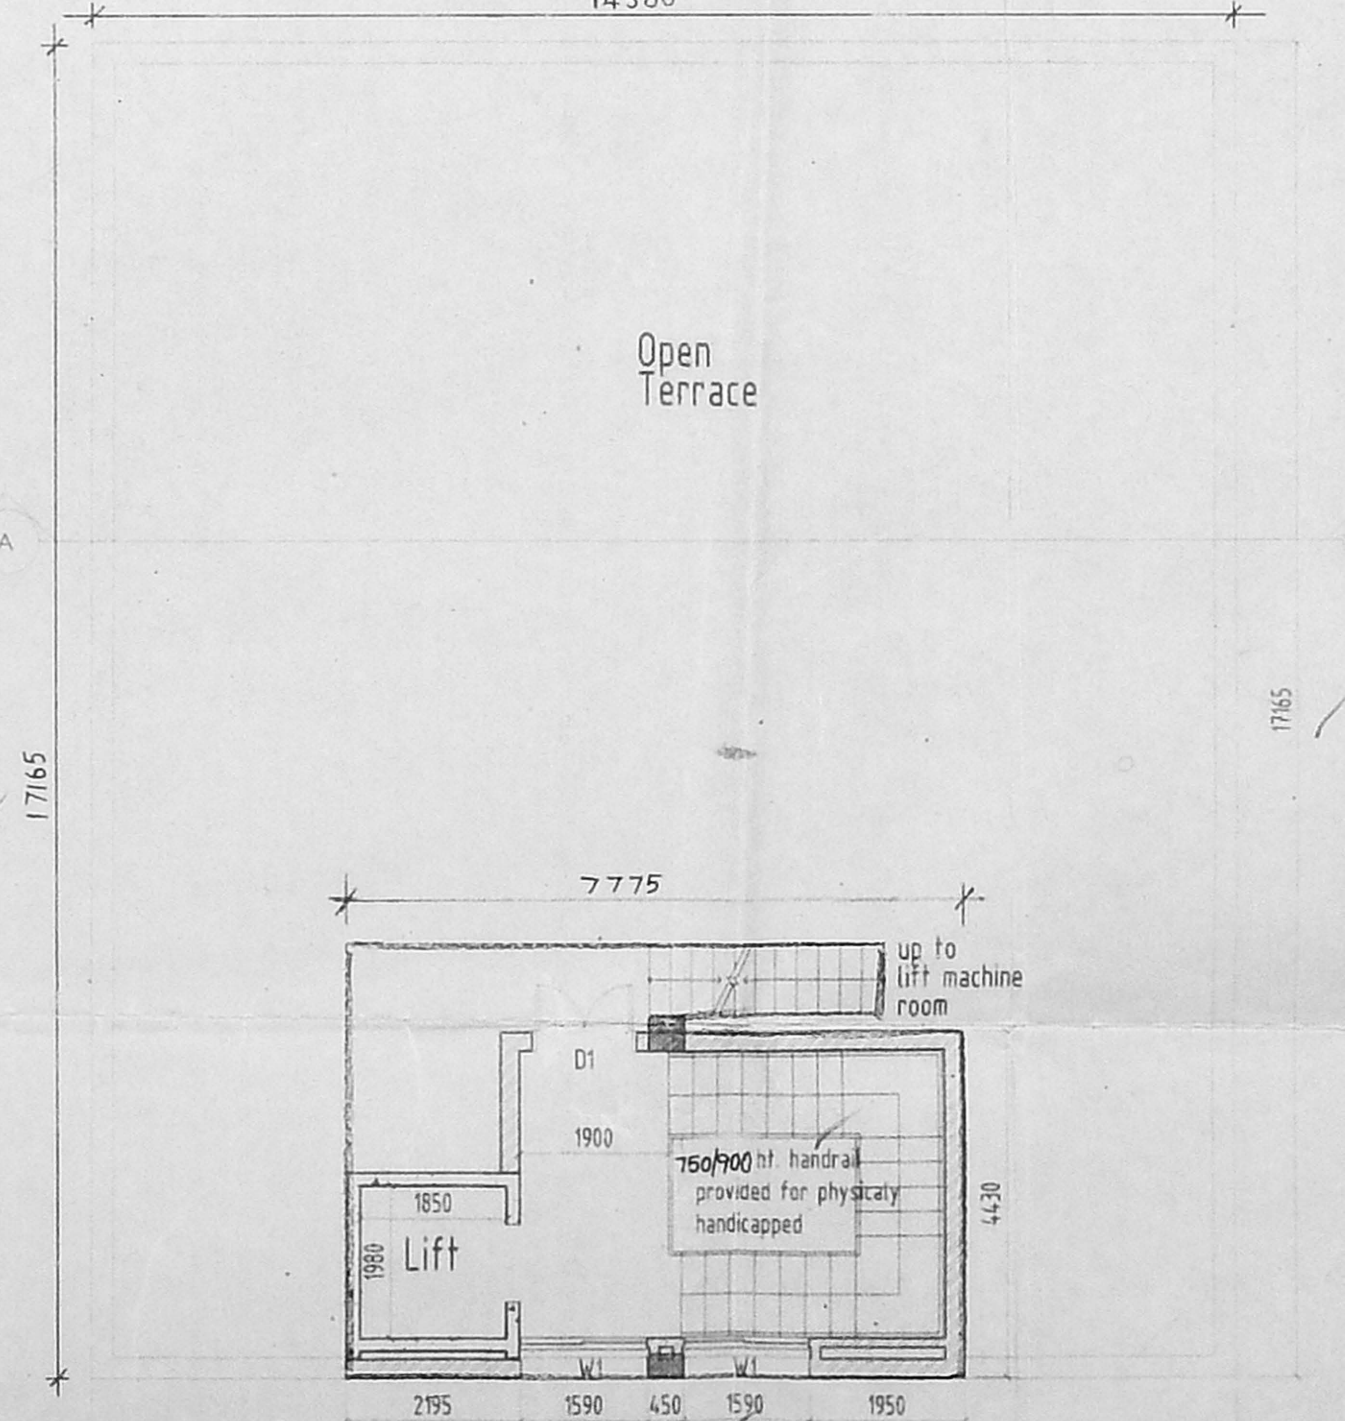 Open
Terrace
A
17165
17165
7775
up to
lift machine
room
D1
1900
750/900 ht. handrail
provided for physicaly
handicapped
1850
1980
Lift
4430
W1
W1
2195
1590
450
1590
1950